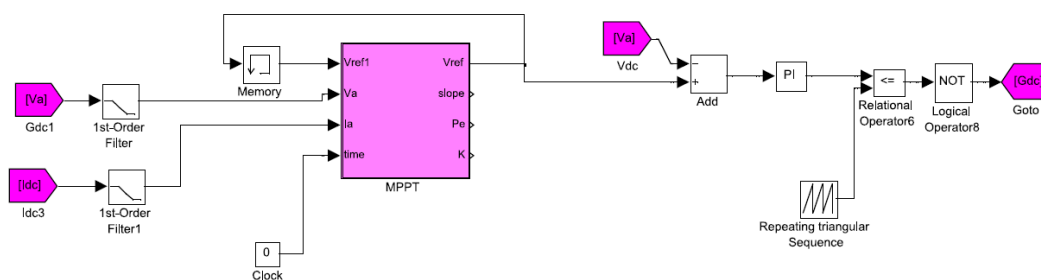 [Va]
Gdc1
1st-Order
Filter
[Idc]
Idc3
1st-Order
Filter1
Memory
0
Clock
Vref1
Va
Ia
time
Vref
slope
Pe
K
MPPT
[Va]
Vdc
−
+
Add
PI
<=
Relational
Operator6
NOT
Logical
Operator8
[Gdc
Goto
Repeating triangular
Sequence